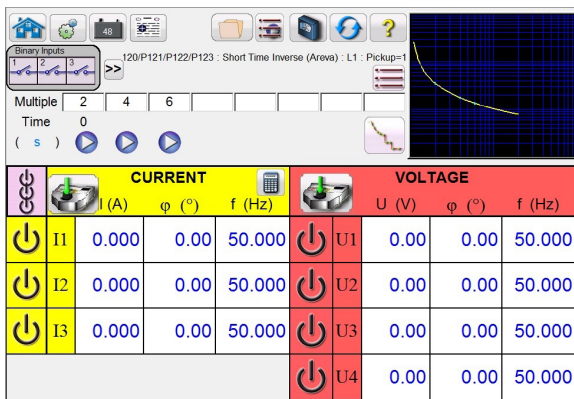 48
?
Binary Inputs
1 2 3
>>
120/P121/P122/P123 : Short Time Inverse (Areva) : L1 : Pickup=1
Multiple 2 4 6
Time 0
( s )
CURRENT VOLTAGE
I (A) φ (°) f (Hz) U (V) φ (°) f (Hz)
I1 0.000 0.00 50.000 U1 0.00 0.00 50.000
I2 0.000 0.00 50.000 U2 0.00 0.00 50.000
I3 0.000 0.00 50.000 U3 0.00 0.00 50.000
U4 0.00 0.00 50.000